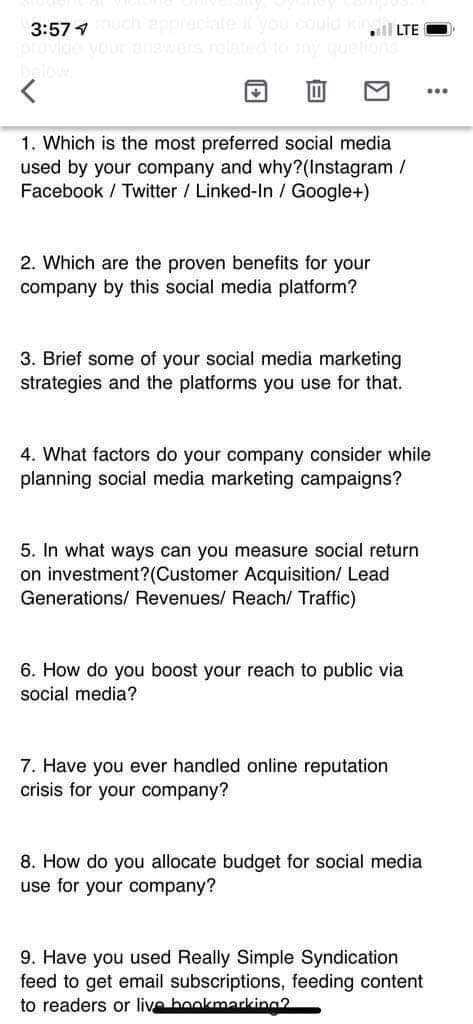 much appreciate if you could kindly
3:57
LTE
provide your answers related to my quetions
below.
1. Which is the most preferred social media
used by your company and why?(Instagram /
Facebook / Twitter / Linked-In / Google+)
2. Which are the proven benefits for your
company by this social media platform?
3. Brief some of your social media marketing
strategies and the platforms you use for that.
4. What factors do your company consider while
planning social media marketing campaigns?
5. In what ways can you measure social return
on investment?(Customer Acquisition/ Lead
Generations/ Revenues/ Reach/ Traffic)
6. How do you boost your reach to public via
social media?
7. Have you ever handled online reputation
crisis for your company?
8. How do you allocate budget for social media
use for your company?
9. Have you used Really Simple Syndication
feed to get email subscriptions, feeding content
to readers or live bookmarking?